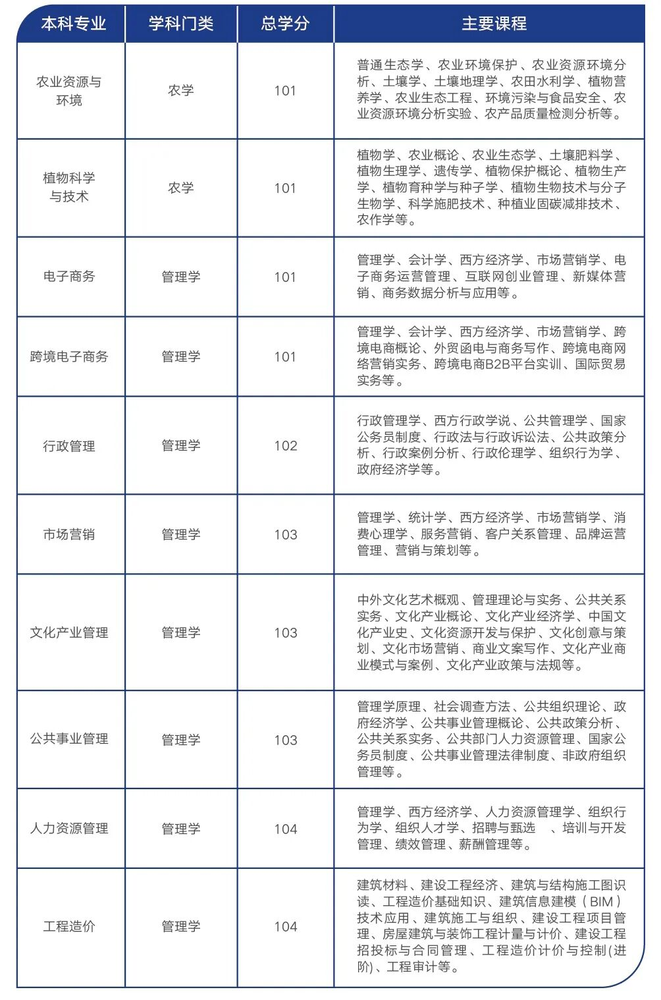 本科专业 学科门类 总学分 主要课程
农业资源与
环境
农学
101
普通生态学、农业环境保护、农业资源环境分
析、土壤学、土壤地理学、农田水利学、植物营
养学、农业生态工程、环境污染与食品安全、农
业资源环境分析实验、农产品质量检测分析等。
植物科学
与技术
农学
101
植物学、农业概论、农业生态学、土壤肥料学、
植物生理学、遗传学、植物保护概论、植物生产
学、植物育种学与种子学、植物生物技术与分子
生物学、科学施肥技术、种植业固碳减排技术、
农作学等。
电子商务
管理学
101
管理学、会计学、西方经济学、市场营销学、电
子商务运营管理、互联网创业管理、新媒体营
销、商务数据分析与应用等。
跨境电子商务
管理学
101
管理学、会计学、西方经济学、市场营销学、跨
境电商概论、外贸函电与商务写作、跨境电商网
络营销实务、跨境电商B2B平台实训、国际贸易
实务等。
行政管理
管理学
102
行政管理学、西方行政学说、公共管理学、国家
公务员制度、行政法与行政诉讼法、公共政策分
析、行政案例分析、行政伦理学、组织行为学、
政府经济学等。
市场营销
管理学
103
管理学、统计学、西方经济学、市场营销学、消
费心理学、服务营销、客户关系管理、品牌运营
管理、营销与策划等。
文化产业管理
管理学
103
中外文化艺术概观、管理理论与实务、公共关系
实务、文化产业概论、文化产业经济学、中国文
化产业史、文化资源开发与保护、文化创意与策
划、文化市场营销、商业文案写作、文化产业商
业模式与案例、文化产业政策与法规等。
公共事业管理
管理学
103
管理学原理、社会调查方法、公共组织理论、政
府经济学、公共事业管理概论、公共政策分析、
公共关系实务、公共部门人力资源管理、国家公
务员制度、公共事业管理法律制度、非政府组织
管理等。
人力资源管理
管理学
104
管理学、西方经济学、人力资源管理学、组织行
为学、组织人才学、招聘与甄选 、培训与开发
管理、绩效管理、薪酬管理等。
工程造价
管理学
104
建筑材料、建设工程经济、建筑与结构施工图识
读、工程造价基础知识、建筑信息建模（BIM）
技术应用、建筑施工与组织、建设工程项目管
理、房屋建筑与装饰工程计量与计价、建设工程
招投标与合同管理、工程造价计价与控制(进
阶)、工程审计等。